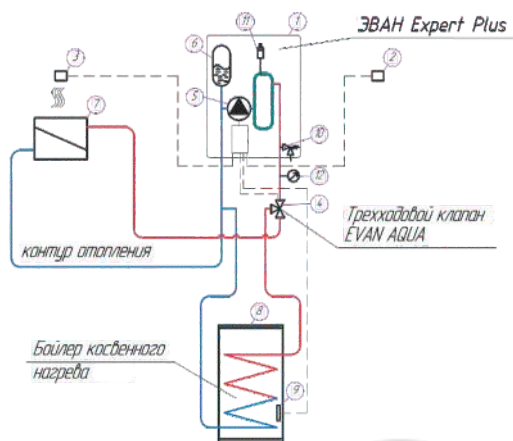 11
1
ЭВАН Expert Plus
6
3
2
5
7
10
12
4
Трехходовой клапан
EVAN AQUA
контур отопления
8
Бойлер косвенного
нагрева
9